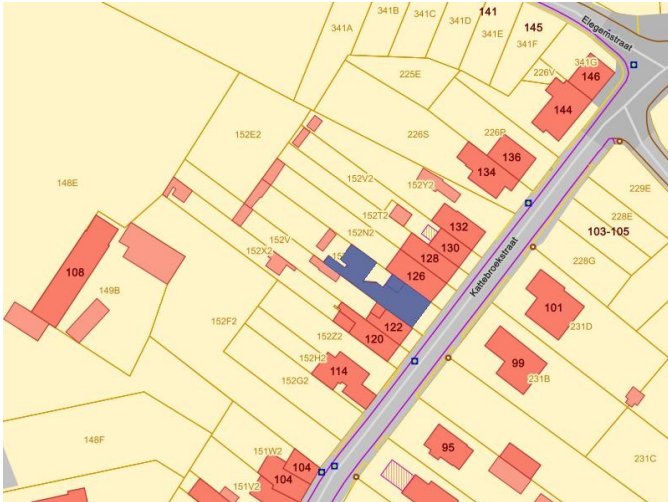 341B
141
341A
341C
341D
341E
145
341F
Elegemstraat
341G
225E
226V
146
144
152E2
226S
226P
136
134
152V2
152Y2
148E
229E
228E
103-105
152T2
132
152N2
130
152V
152X2
128
126
Kattebroekstraat
228G
108
149B
101
231D
152F2
122
120
152Z2
99
152H2
114
152G2
231B
148F
151W2
95
231C
104
104
151V2